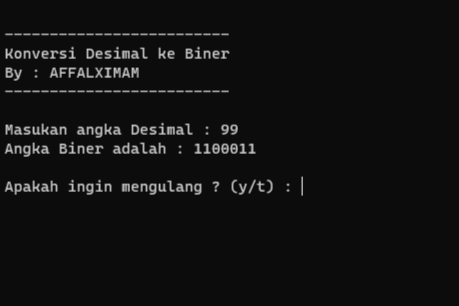 -------------------------
Konversi Desimal ke Biner
By : AFFALXIMAM
-------------------------
Masukan angka Desimal : 99
Angka Biner adalah : 1100011
Apakah ingin mengulang ? (y/t) :